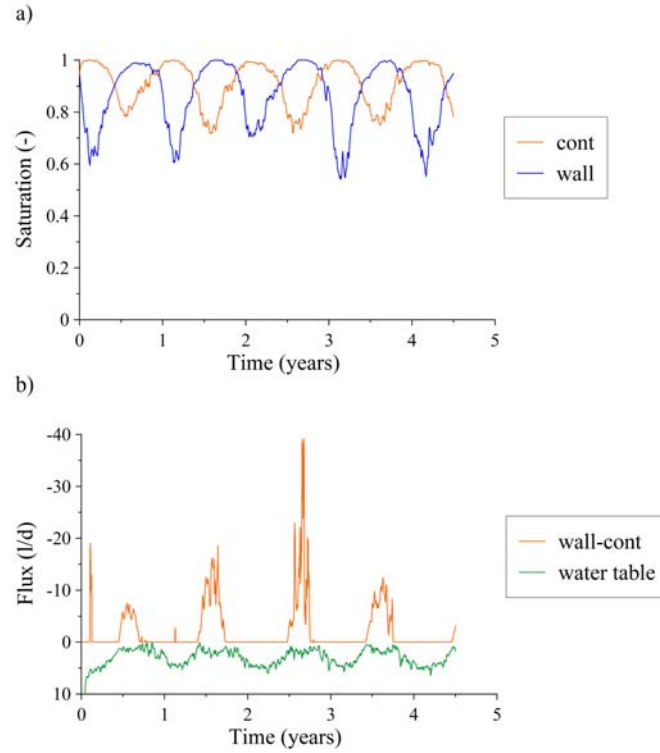 a)
1
0.8
0.6
0.4
0.2
0
Saturation (-)
0 1 2 3 4 5
Time (years)
cont
wall
b)
-40
-30
-20
-10
0
10
Flux (l/d)
0 1 2 3 4 5
Time (years)
wall-cont
water table